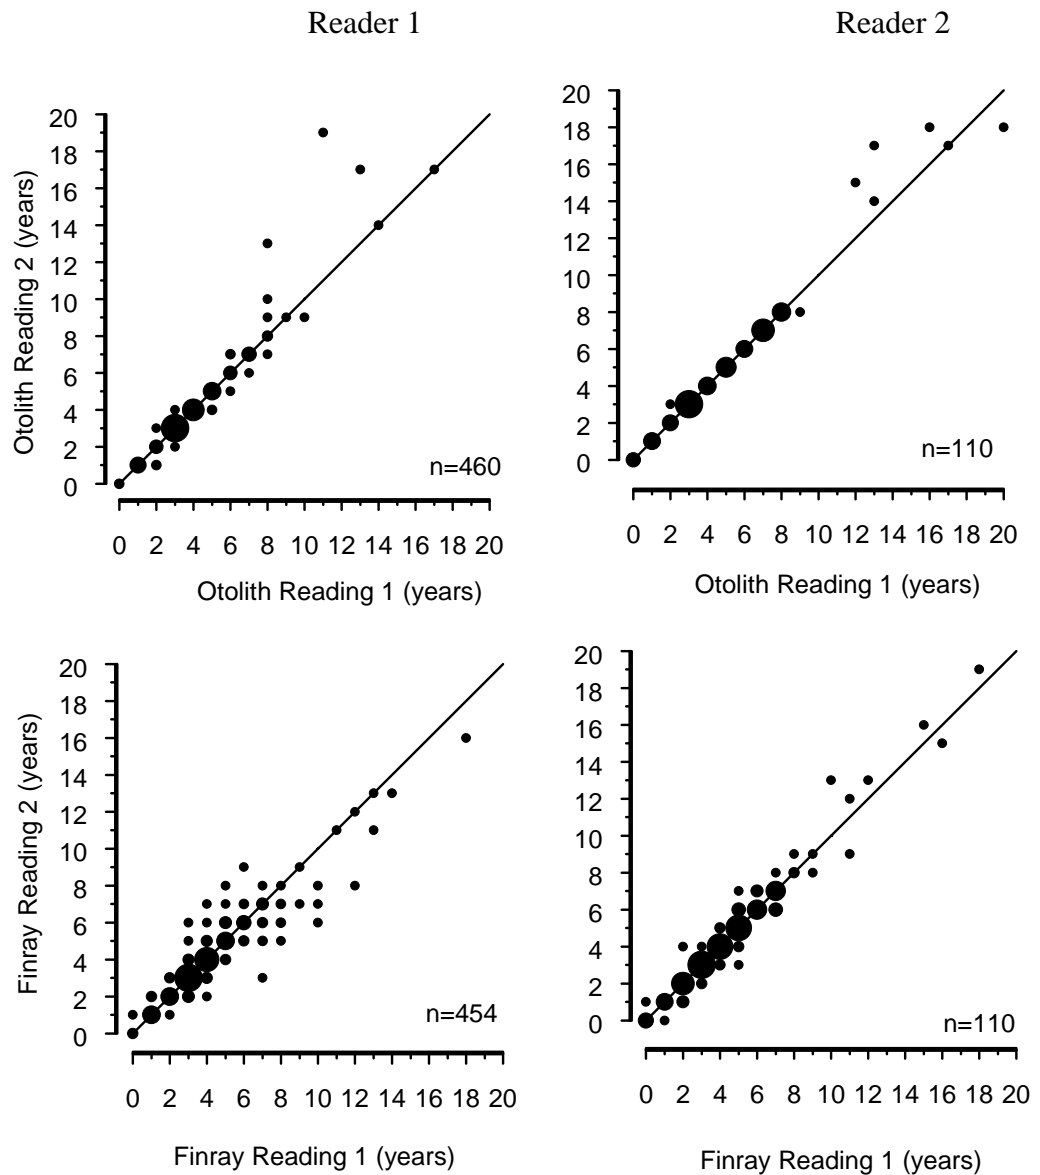 Reader 1
Reader 2
20
18
16
14
12
10
8
6
4
2
0
Otolith Reading 2 (years)
n=460
0 2 4 6 8 10 12 14 16 18 20
Otolith Reading 1 (years)
20
18
16
14
12
10
8
6
4
2
0
n=110
0 2 4 6 8 10 12 14 16 18 20
Otolith Reading 1 (years)
20
18
16
14
12
10
8
6
4
2
0
Finray Reading 2 (years)
n=454
0 2 4 6 8 10 12 14 16 18 20
Finray Reading 1 (years)
20
18
16
14
12
10
8
6
4
2
0
n=110
0 2 4 6 8 10 12 14 16 18 20
Finray Reading 1 (years)